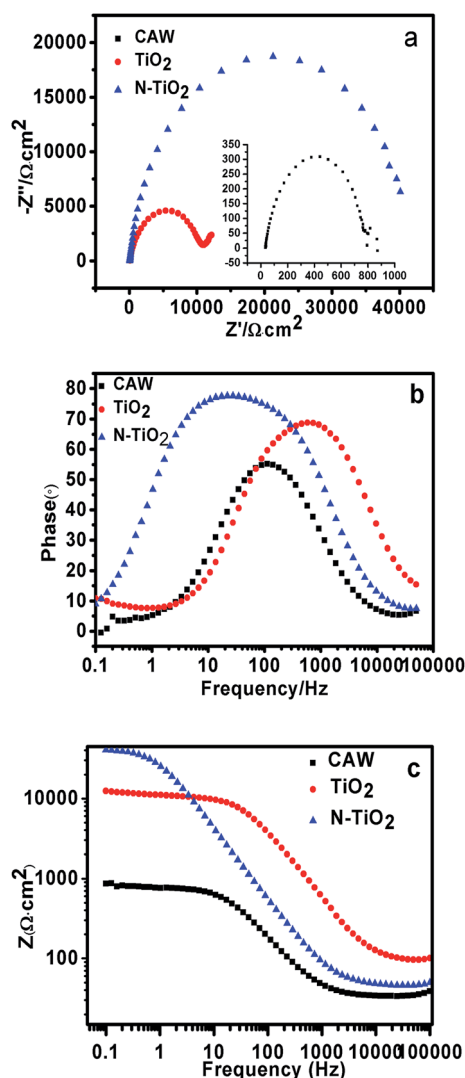 a
CAW
TiO2
N-TiO2
-Z''/Ω.cm2
20000
15000
10000
5000
0
350
300
250
200
150
100
50
0
-50
0 200 400 600 800 1000
0 10000 20000 30000 40000
Z'/Ω.cm2
b
CAW
TiO2
N-TiO2
Phase(°)
80
70
60
50
40
30
20
10
0
0.1 1 10 100 1000 10000 100000
Frequency/Hz
c
CAW
TiO2
N-TiO2
Z(Ω.cm2)
10000
1000
100
0.1 1 10 100 1000 10000 100000
Frequency (Hz)